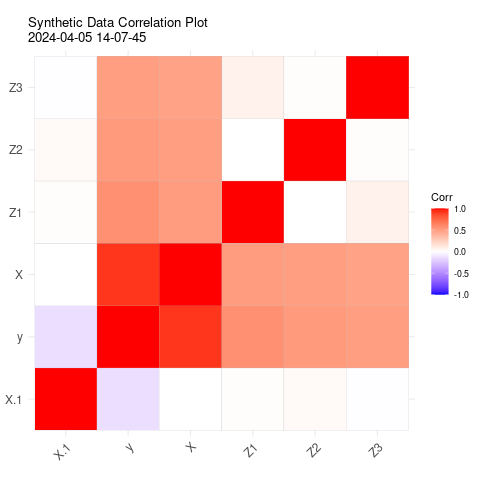 Synthetic Data Correlation Plot
2024-04-05 14-07-45
Z3
Z2
Z1
X
y
X.1
X.1
y
X
Z1
Z2
Z3
Corr
1.0
0.5
0.0
-0.5
-1.0